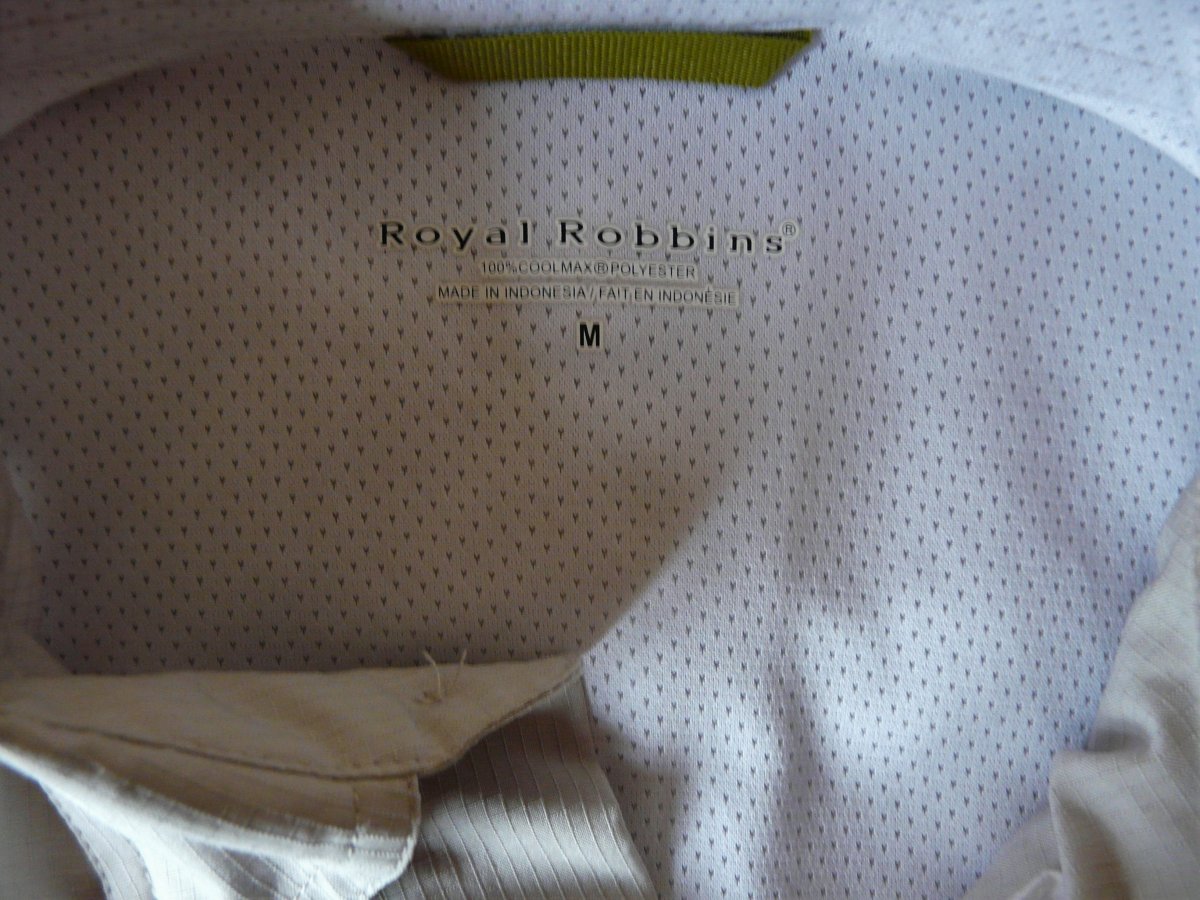 Royal Robbins®
100%COOLMAX®POLYESTER
MADE IN INDONESIA / FAIT EN INDONÉSIE
M